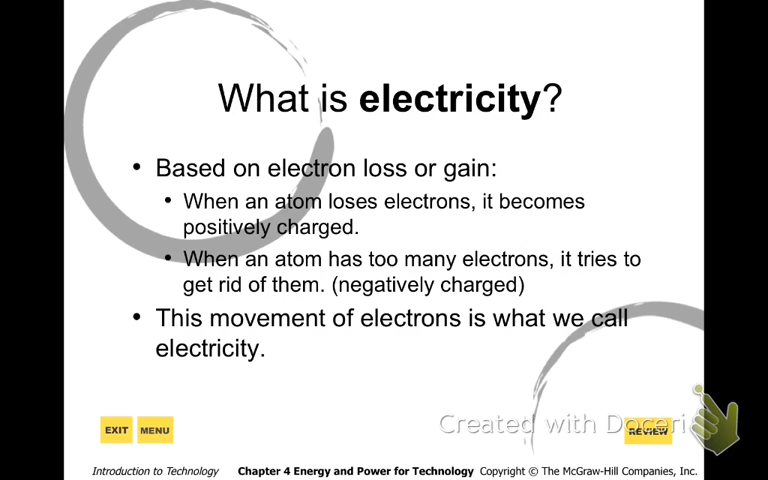 What is electricity?
• Based on electron loss or gain:
• When an atom loses electrons, it becomes
positively charged.
• When an atom has too many electrons, it tries to
get rid of them. (negatively charged)
• This movement of electrons is what we call
electricity.
Created with Doceri
EXIT MENU REVIEW
Introduction to Technology Chapter 4 Energy and Power for Technology Copyright © The McGraw-Hill Companies, Inc.